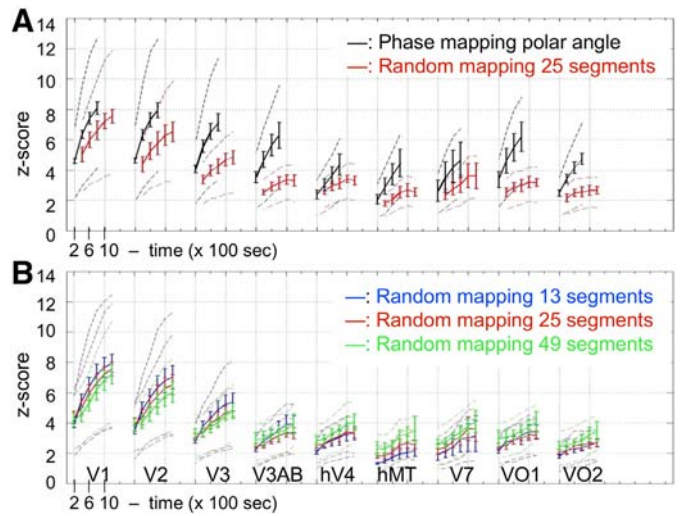 A
14
—: Phase mapping polar angle
12
—: Random mapping 25 segments
10
8
z-score
6
4
2
0
2 6 10 – time (x 100 sec)
B
14
—: Random mapping 13 segments
12
—: Random mapping 25 segments
10
—: Random mapping 49 segments
8
z-score
6
4
2
0
V1 V2 V3 V3AB hV4 hMT V7 VO1 VO2
2 6 10 – time (x 100 sec)